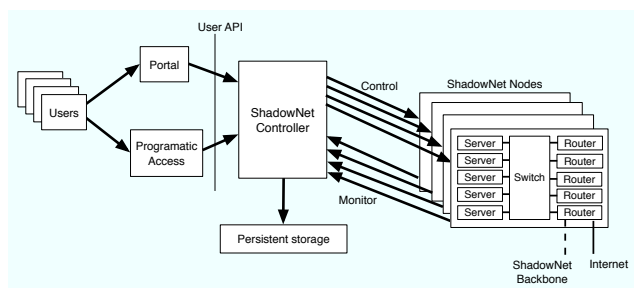 User API
Portal
Users
Programatic
Access
ShadowNet
Controller
Control
Monitor
Persistent storage
ShadowNet Nodes
Server
Server
Server
Server
Server
Switch
Router
Router
Router
Router
Router
ShadowNet
Backbone
Internet